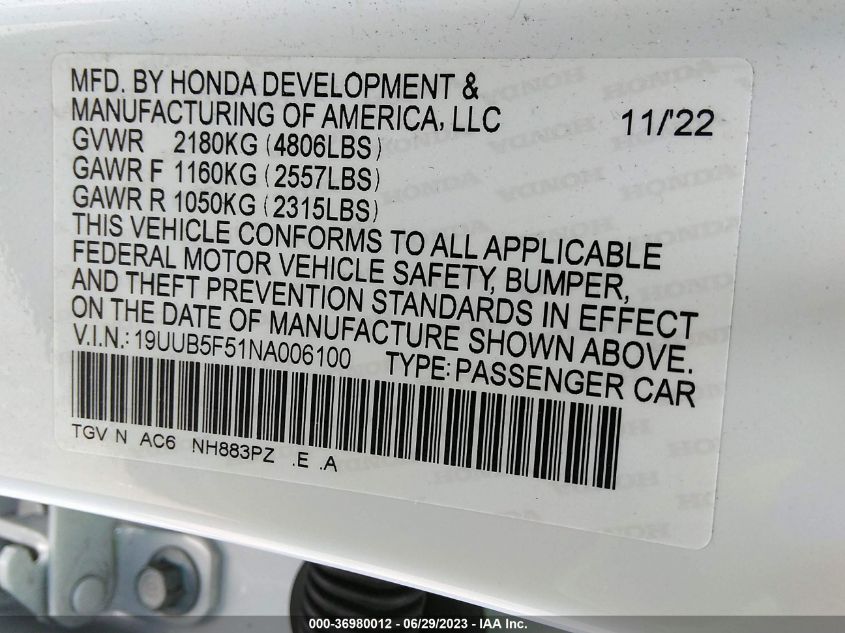 MFD. BY HONDA DEVELOPMENT &
MANUFACTURING OF AMERICA, LLC 11/'22
GVWR 2180KG (4806LBS)
GAWR F 1160KG (2557LBS)
GAWR R 1050KG (2315LBS)
THIS VEHICLE CONFORMS TO ALL APPLICABLE
FEDERAL MOTOR VEHICLE SAFETY, BUMPER,
AND THEFT PREVENTION STANDARDS IN EFFECT
ON THE DATE OF MANUFACTURE SHOWN ABOVE.
V.I.N.: 19UUB5F51NA006100 TYPE: PASSENGER CAR
TGV N AC6 NH883PZ .E .A
000-36980012 - 06/29/2023 - IAA Inc.